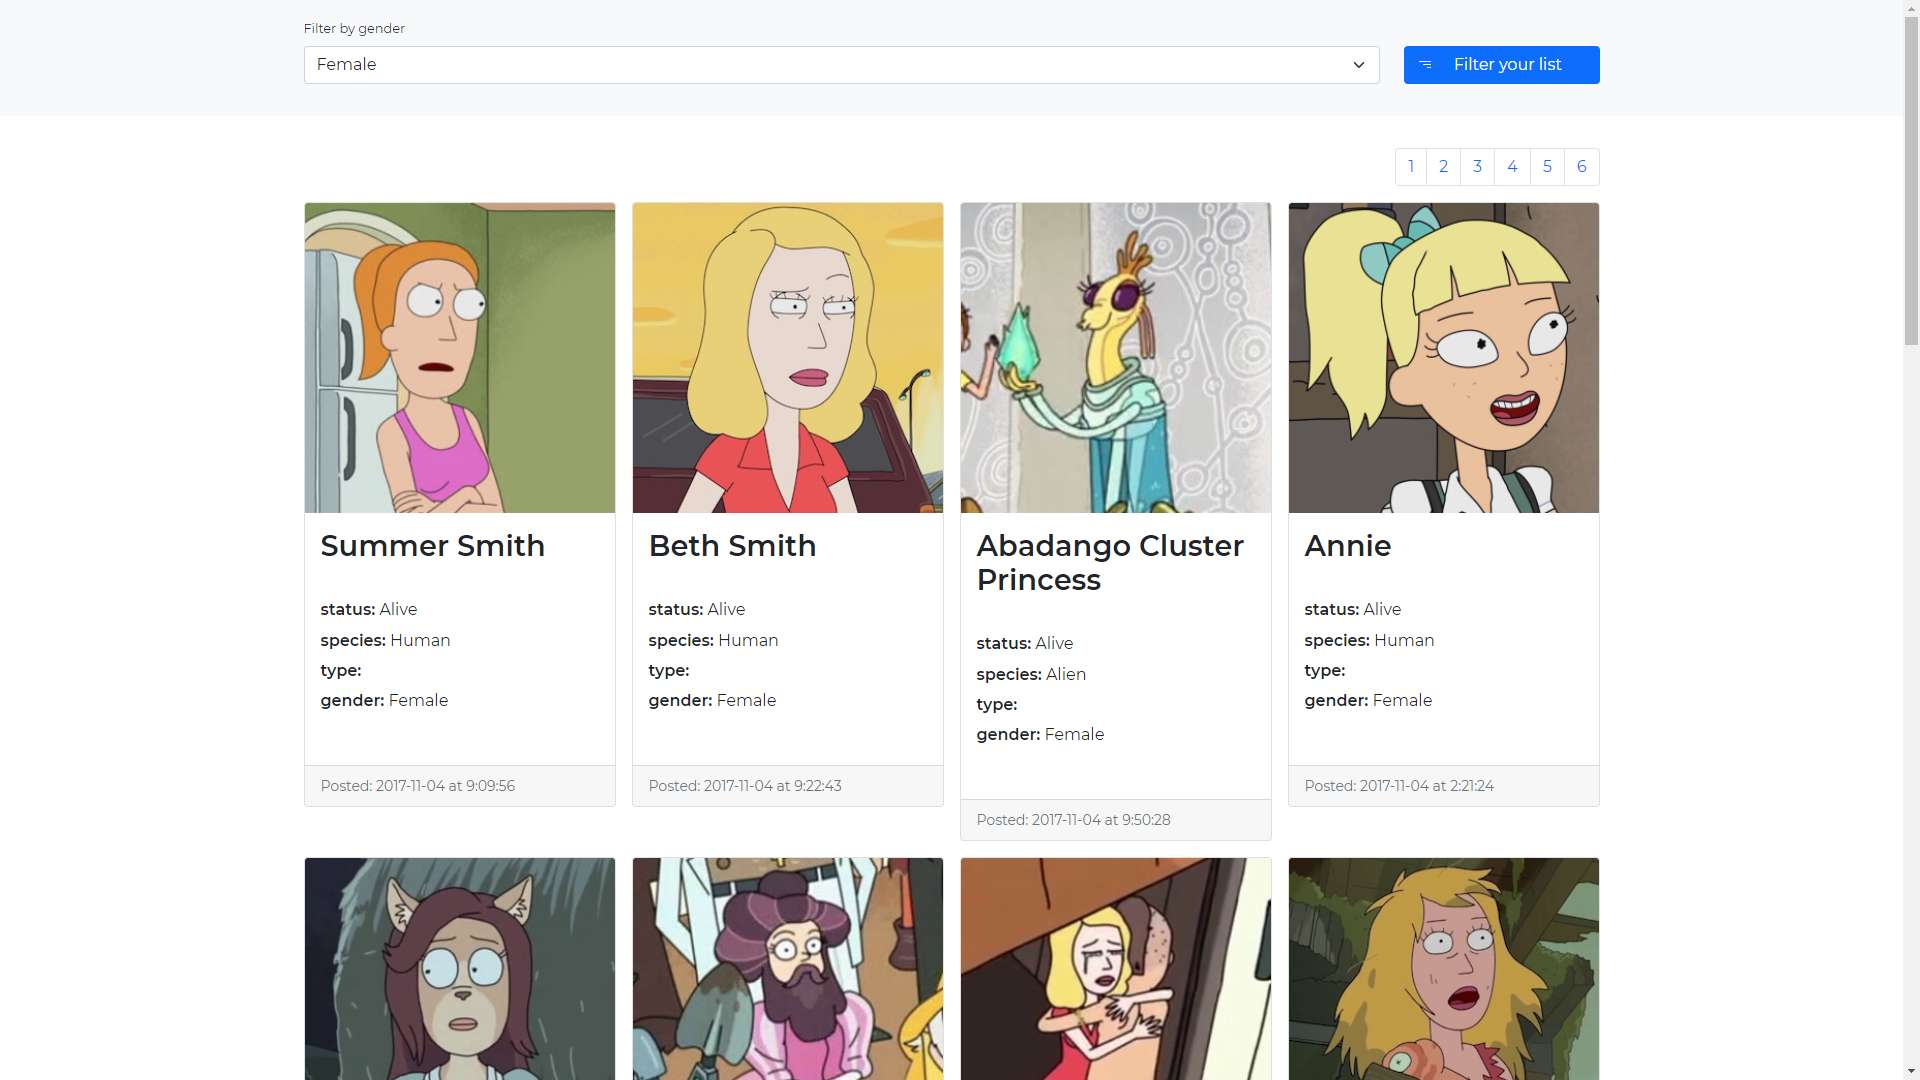 Filter by gender
Female
Filter your list
1 2 3 4 5 6
Summer Smith
status: Alive
species: Human
type:
gender: Female
Posted: 2017-11-04 at 9:09:56
Beth Smith
status: Alive
species: Human
type:
gender: Female
Posted: 2017-11-04 at 9:22:43
Abadango Cluster
Princess
status: Alive
species: Alien
type:
gender: Female
Posted: 2017-11-04 at 9:50:28
Annie
status: Alive
species: Human
type:
gender: Female
Posted: 2017-11-04 at 2:21:24